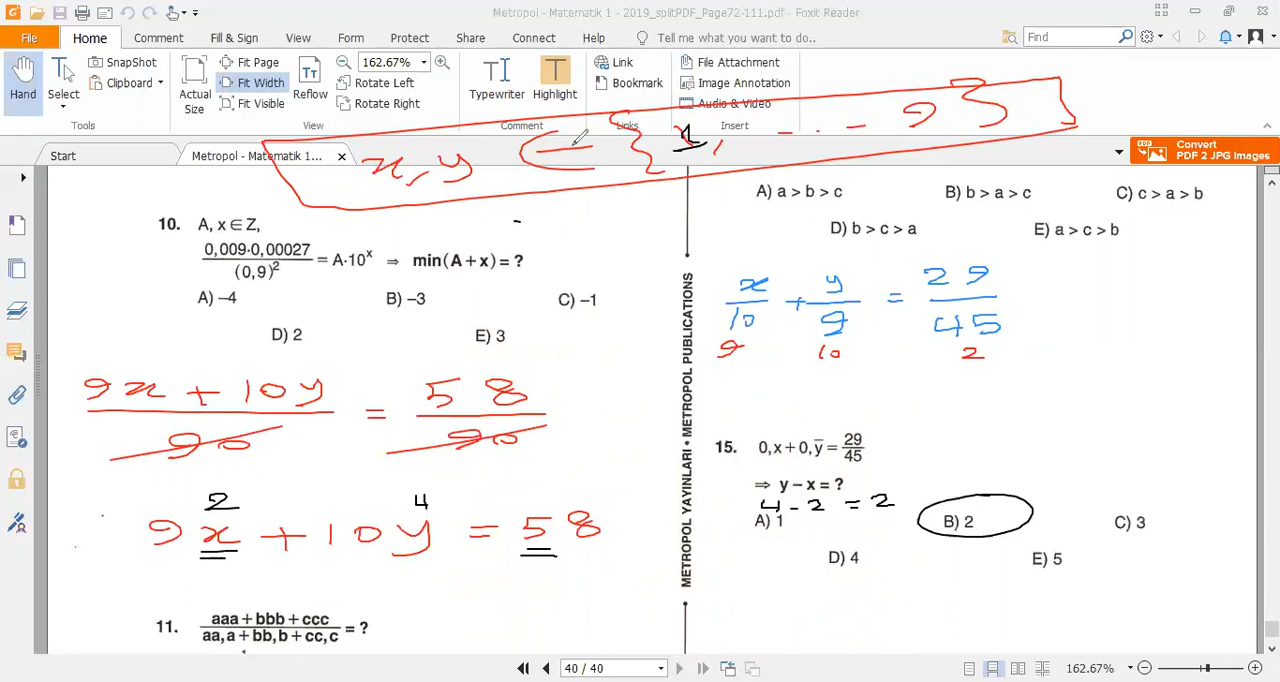 Metropol - Matematik 1 - 2019_splitPDF_Page72-111.pdf - Foxit Reader
File Home Comment Fill & Sign View Form Protect Share Connect Help Tell me what you want to do.. Find
Hand
Select
SnapShot
Clipboard
Actual Size
Fit Page
Fit Width
Fit Visible
Reflow
162.67%
Rotate Left
Rotate Right
Typewriter
Highlight
Link
Bookmark
File Attachment
Image Annotation
Audio & Video
Tools View Comment Links Insert
Start Metropol - Matematik 1...
Convert
PDF 2 JPG Images
x, y ∈ {1, - . - 9}
10. A, x ∈ Z,
0,009·0,00027 / (0,9)² = A·10ˣ ⇒ min(A + x) = ?
A) –4 B) –3 C) –1
D) 2 E) 3
9x + 10y / 90 = 58 / 90
2 4
9x + 10y = 58
11. aaa + bbb + ccc / aa,a + bb,b + cc,c = ?
METROPOL YAYINLARI • METROPOL PUBLICATIONS
A) a > b > c B) b > a > c C) c > a > b
D) b > c > a E) a > c > b
x/10 + y/9 = 29/45
9 10 2
15. 0,x + 0,y̅ = 29/45
⇒ y – x = ?
4 - 2 = 2
A) 1 B) 2 C) 3
D) 4 E) 5
40 / 40 162.67%